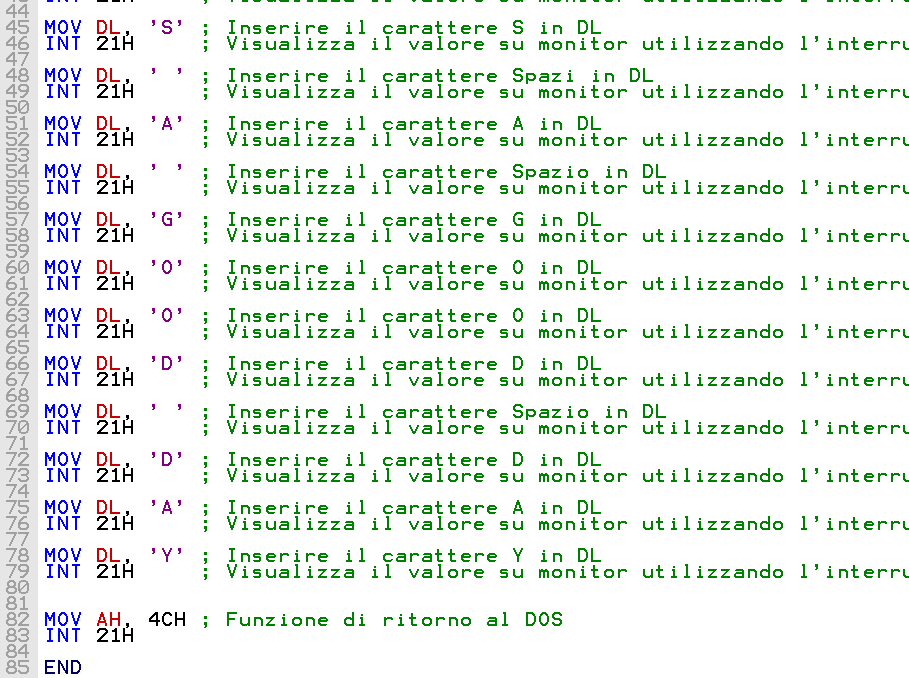 44
45 MOV DL, 'S' ; Inserire il carattere S in DL
46 INT 21H ; Visualizza il valore su monitor utilizzando l'interru
47
48 MOV DL, ' ' ; Inserire il carattere Spazi in DL
49 INT 21H ; Visualizza il valore su monitor utilizzando l'interru
50
51 MOV DL, 'A' ; Inserire il carattere A in DL
52 INT 21H ; Visualizza il valore su monitor utilizzando l'interru
53
54 MOV DL, ' ' ; Inserire il carattere Spazio in DL
55 INT 21H ; Visualizza il valore su monitor utilizzando l'interru
56
57 MOV DL, 'G' ; Inserire il carattere G in DL
58 INT 21H ; Visualizza il valore su monitor utilizzando l'interru
59
60 MOV DL, 'O' ; Inserire il carattere O in DL
61 INT 21H ; Visualizza il valore su monitor utilizzando l'interru
62
63 MOV DL, 'O' ; Inserire il carattere O in DL
64 INT 21H ; Visualizza il valore su monitor utilizzando l'interru
65
66 MOV DL, 'D' ; Inserire il carattere D in DL
67 INT 21H ; Visualizza il valore su monitor utilizzando l'interru
68
69 MOV DL, ' ' ; Inserire il carattere Spazio in DL
70 INT 21H ; Visualizza il valore su monitor utilizzando l'interru
71
72 MOV DL, 'D' ; Inserire il carattere D in DL
73 INT 21H ; Visualizza il valore su monitor utilizzando l'interru
74
75 MOV DL, 'A' ; Inserire il carattere A in DL
76 INT 21H ; Visualizza il valore su monitor utilizzando l'interru
77
78 MOV DL, 'Y' ; Inserire il carattere Y in DL
79 INT 21H ; Visualizza il valore su monitor utilizzando l'interru
80
81
82 MOV AH, 4CH ; Funzione di ritorno al DOS
83 INT 21H
84
85 END